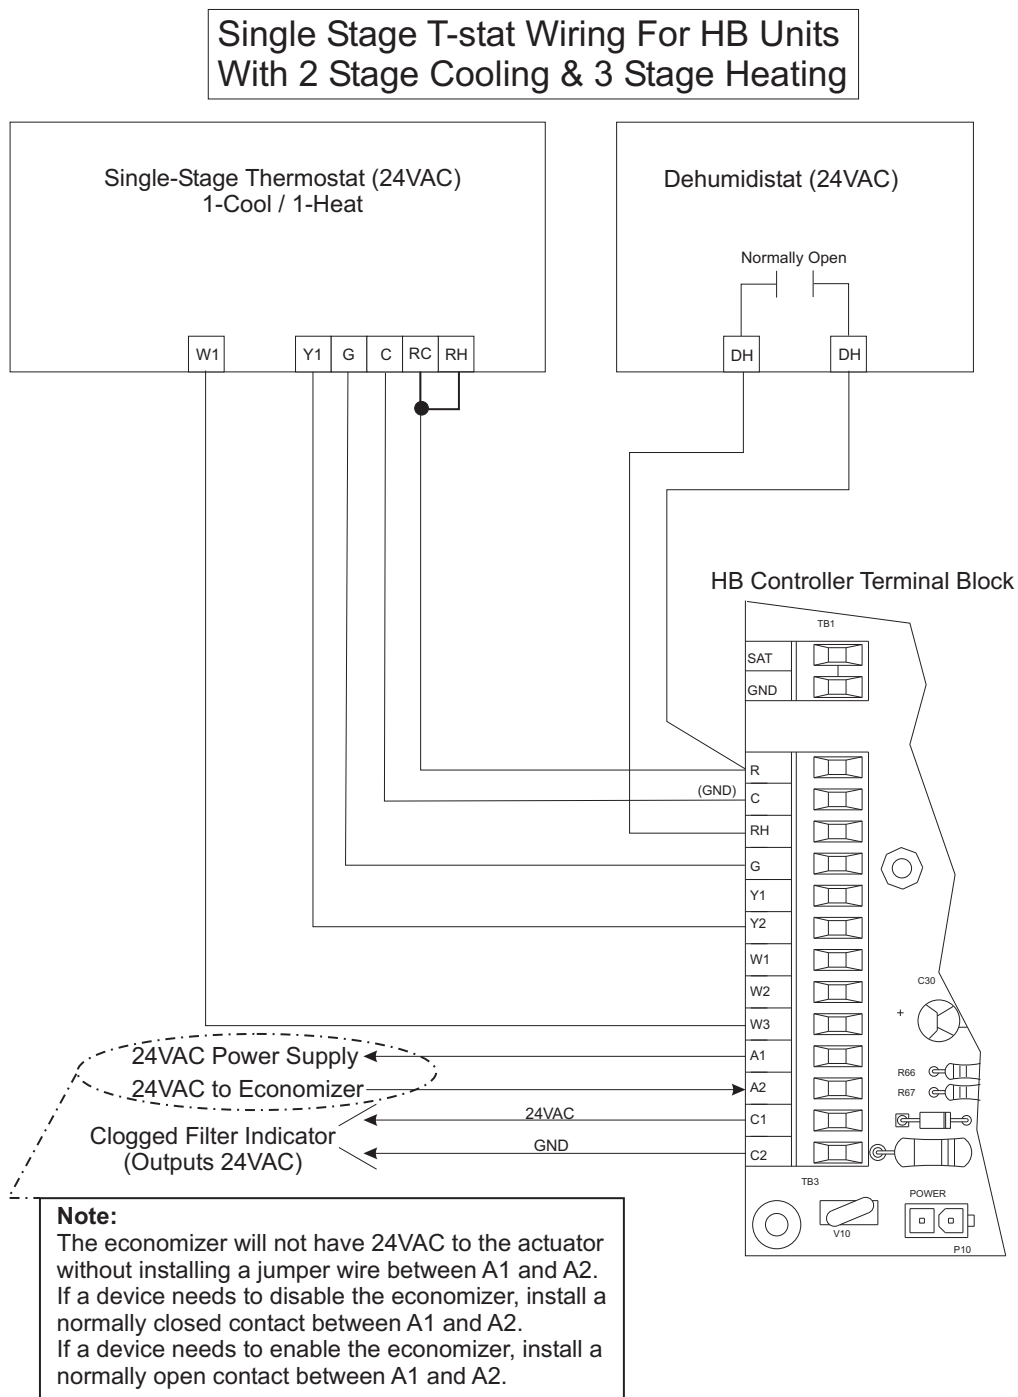 Single Stage T-stat Wiring For HB Units
With 2 Stage Cooling & 3 Stage Heating
Single-Stage Thermostat (24VAC)
1-Cool / 1-Heat
Dehumidistat (24VAC)
Normally Open
W1 Y1 G C RC RH
DH DH
HB Controller Terminal Block
TB1
SAT
GND
R
(GND) C
RH
G
Y1
Y2
W1
W2
C30
+
W3
24VAC Power Supply A1
R66
24VAC to Economizer A2
R67
24VAC C1
Clogged Filter Indicator
(Outputs 24VAC)
GND C2
TB3
POWER
V10
P10
Note:
The economizer will not have 24VAC to the actuator
without installing a jumper wire between A1 and A2.
If a device needs to disable the economizer, install a
normally closed contact between A1 and A2.
If a device needs to enable the economizer, install a
normally open contact between A1 and A2.